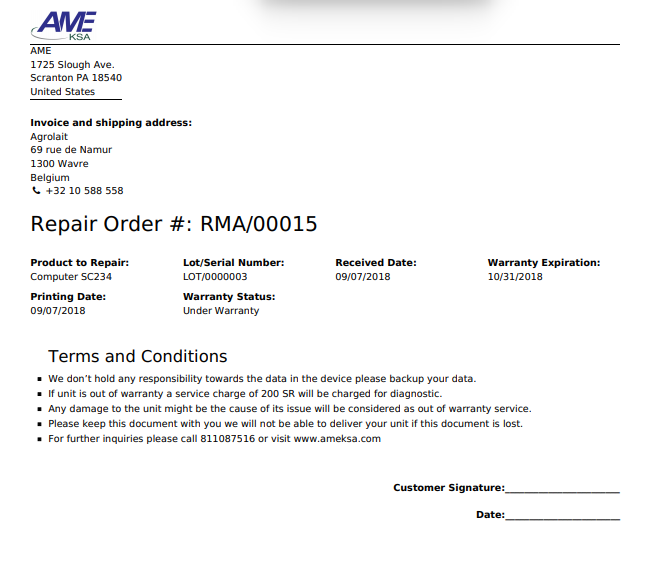 AME
KSA
AME
1725 Slough Ave.
Scranton PA 18540
United States
Invoice and shipping address:
Agrolait
69 rue de Namur
1300 Wavre
Belgium
+32 10 588 558
Repair Order #: RMA/00015
Product to Repair: Lot/Serial Number: Received Date: Warranty Expiration:
Computer SC234 LOT/0000003 09/07/2018 10/31/2018
Printing Date: Warranty Status:
09/07/2018 Under Warranty
Terms and Conditions
▪ We don’t hold any responsibility towards the data in the device please backup your data.
▪ If unit is out of warranty a service charge of 200 SR will be charged for diagnostic.
▪ Any damage to the unit might be the cause of its issue will be considered as out of warranty service.
▪ Please keep this document with you we will not be able to deliver your unit if this document is lost.
▪ For further inquiries please call 811087516 or visit www.ameksa.com
Customer Signature:______________________
Date:______________________